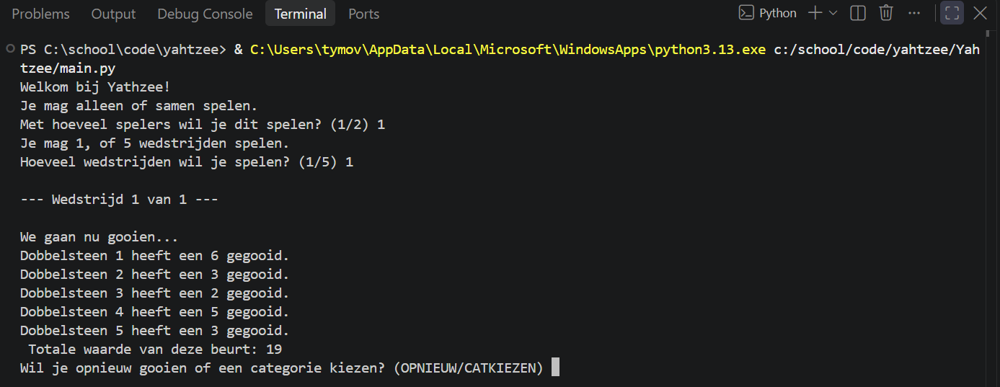 Problems Output Debug Console Terminal Ports Python
PS C:\school\code\yahtzee> & C:\Users\tymov\AppData\Local\Microsoft\WindowsApps\python3.13.exe c:/school/code/yahtzee/Yah
tzee/main.py
Welkom bij Yathzee!
Je mag alleen of samen spelen.
Met hoeveel spelers wil je dit spelen? (1/2) 1
Je mag 1, of 5 wedstrijden spelen.
Hoeveel wedstrijden wil je spelen? (1/5) 1
--- Wedstrijd 1 van 1 ---
We gaan nu gooien...
Dobbelsteen 1 heeft een 6 gegooid.
Dobbelsteen 2 heeft een 3 gegooid.
Dobbelsteen 3 heeft een 2 gegooid.
Dobbelsteen 4 heeft een 5 gegooid.
Dobbelsteen 5 heeft een 3 gegooid.
Totale waarde van deze beurt: 19
Wil je opnieuw gooien of een categorie kiezen? (OPNIEUW/CATKIEZEN)